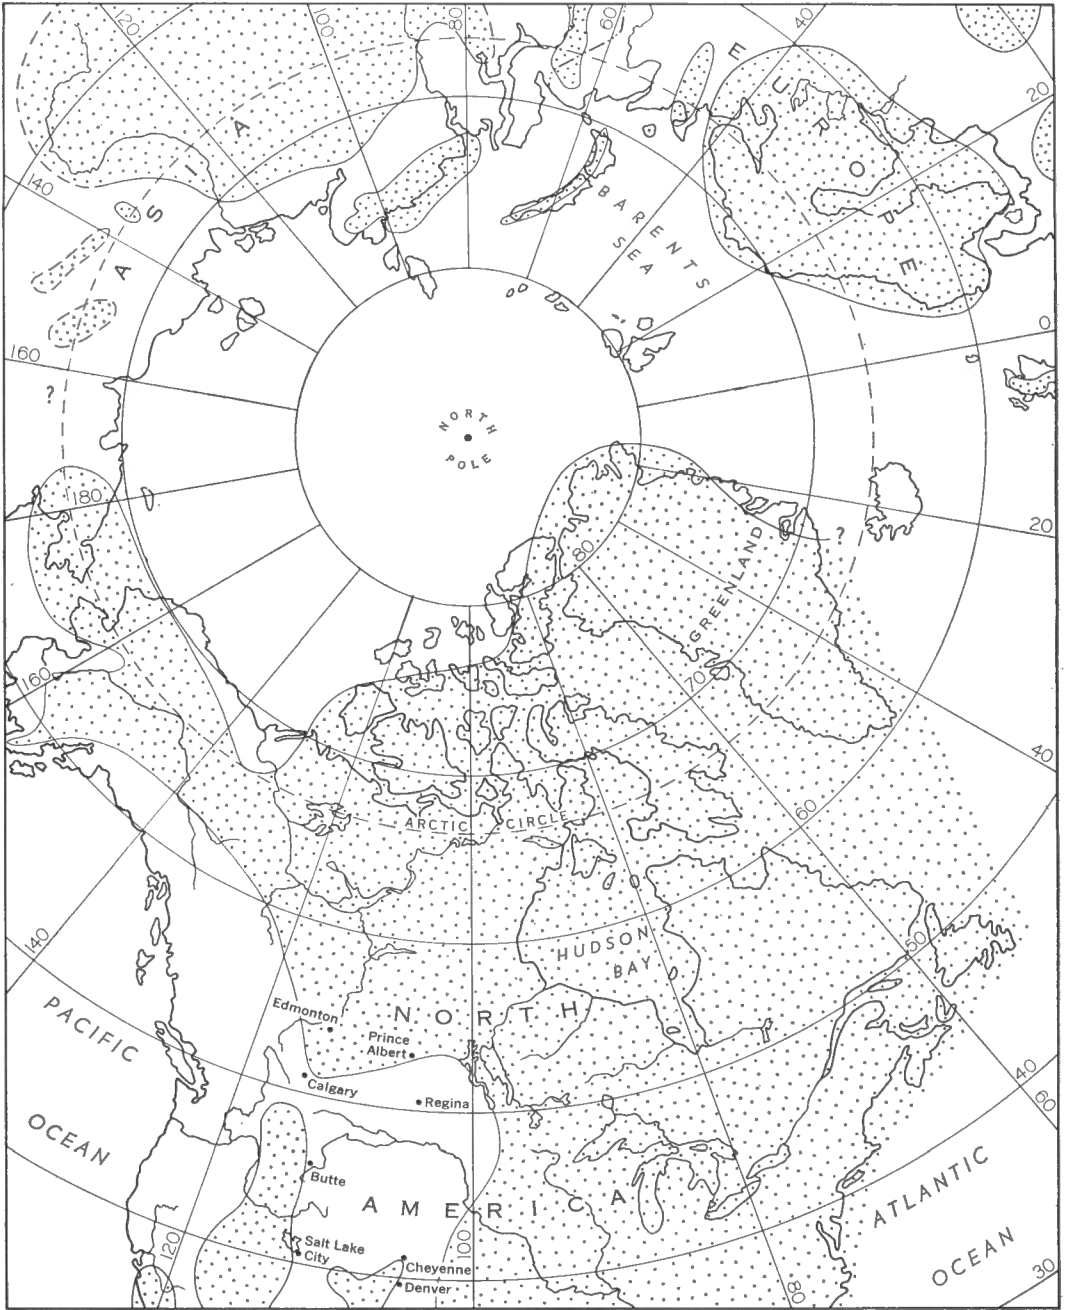 120
100
80
60
40
EUROPE
20
ASIA
140
BARENTS
SEA
0
160
?
NORTH
POLE
180
20
?
80
GREENLAND
160
70
40
60
ARCTIC CIRCLE
140
50
HUDSON
BAY
PACIFIC
OCEAN
NORTH
AMERICA
Edmonton
Prince
Albert
Calgary
Regina
40
60
Butte
ATLANTIC
OCEAN
Salt Lake
City
120
100
Cheyenne
Denver
80
30